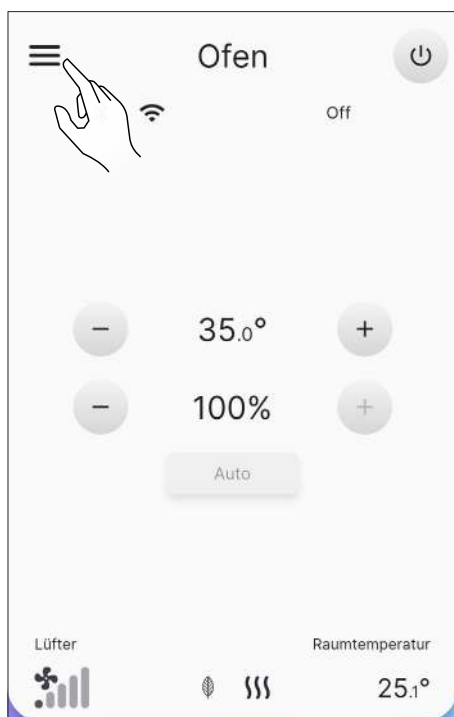 Ofen
Off
− 35.0° +
− 100% +
Auto
Lüfter Raumtemperatur
25.1°